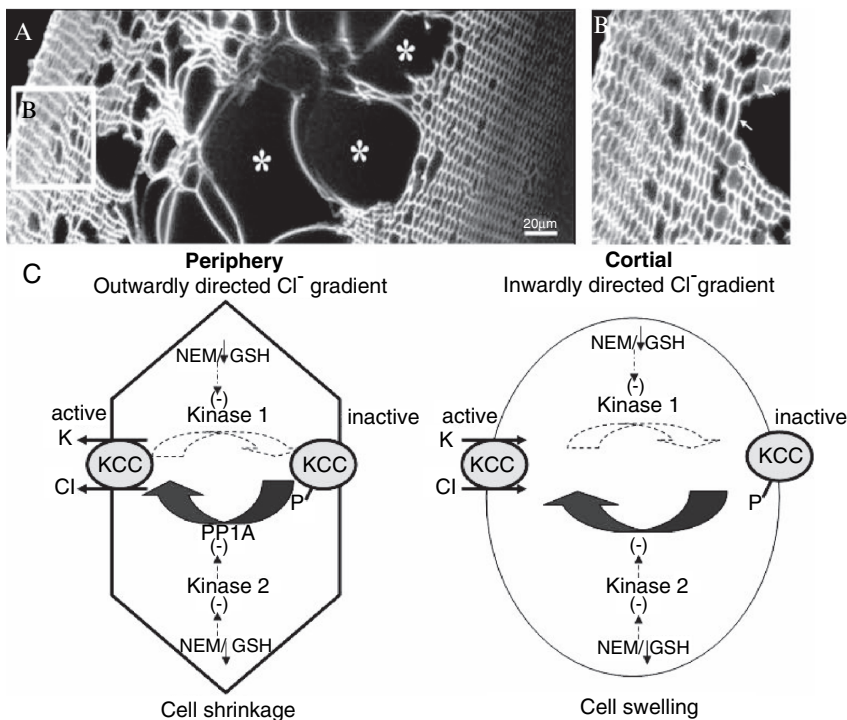 A
B
B
*
*
*
20µm
C
Periphery
Outwardly directed Cl⁻ gradient
NEM/ GSH
(-)
Kinase 1
active
inactive
K
KCC
KCC
Cl
P
PP1A
(-)
Kinase 2
(-)
NEM/ GSH
Cell shrinkage
Cortial
Inwardly directed Cl⁻gradient
NEM/ GSH
(-)
Kinase 1
active
inactive
K
KCC
KCC
Cl
P
(-)
Kinase 2
(-)
NEM/ GSH
Cell swelling